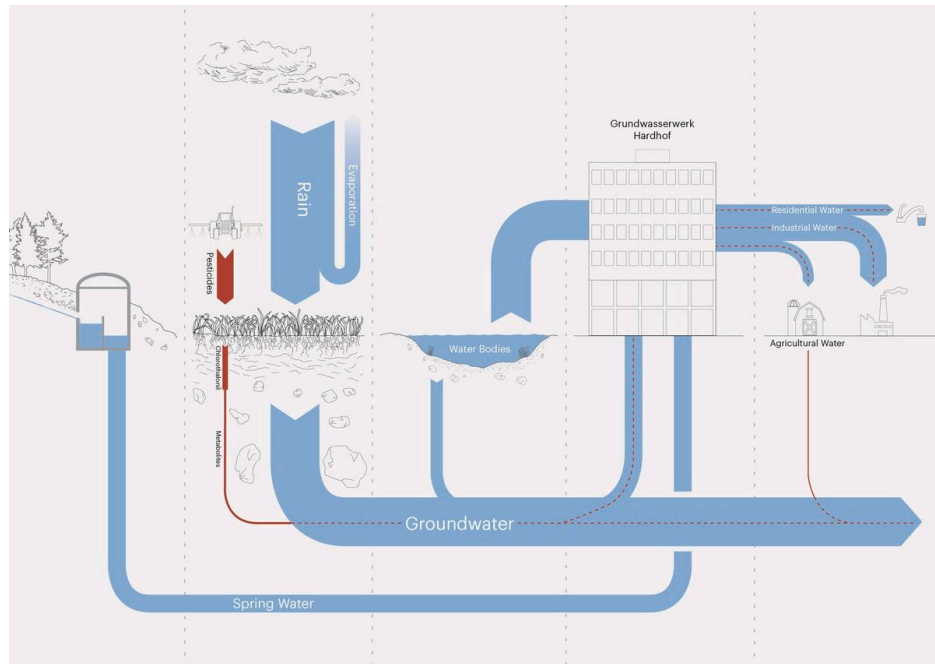 Grundwasserwerk
Hardhof
Rain
Evaporation
Pesticides
Residential Water
Industrial Water
Water Bodies
Agricultural Water
Chlorothalonil
Metabolites
Groundwater
Spring Water